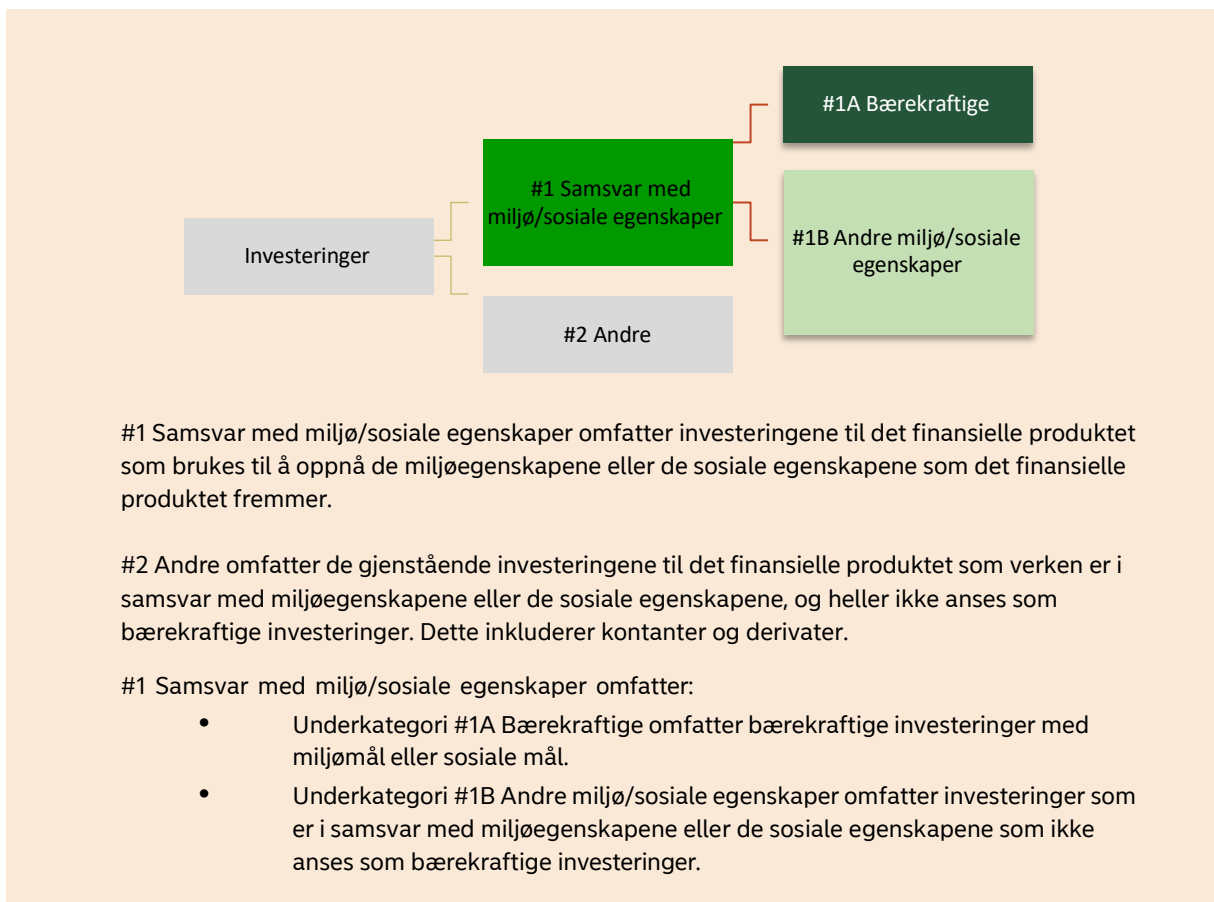 #1A Bærekraftige
#1 Samsvar med
miljø/sosiale egenskaper
#1B Andre miljø/sosiale
egenskaper
Investeringer
#2 Andre
#1 Samsvar med miljø/sosiale egenskaper omfatter investeringene til det finansielle produktet
som brukes til å oppnå de miljøegenskapene eller de sosiale egenskapene som det finansielle
produktet fremmer.
#2 Andre omfatter de gjenstående investeringene til det finansielle produktet som verken er i
samsvar med miljøegenskapene eller de sosiale egenskapene, og heller ikke anses som
bærekraftige investeringer. Dette inkluderer kontanter og derivater.
#1 Samsvar med miljø/sosiale egenskaper omfatter:
• Underkategori #1A Bærekraftige omfatter bærekraftige investeringer med
miljømål eller sosiale mål.
• Underkategori #1B Andre miljø/sosiale egenskaper omfatter investeringer som
er i samsvar med miljøegenskapene eller de sosiale egenskapene som ikke
anses som bærekraftige investeringer.